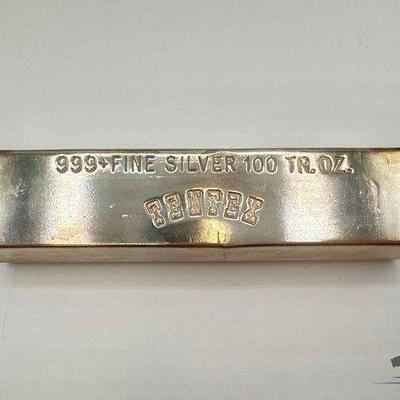 999+FINE SILVER 100 TR. OZ.
TENTEX